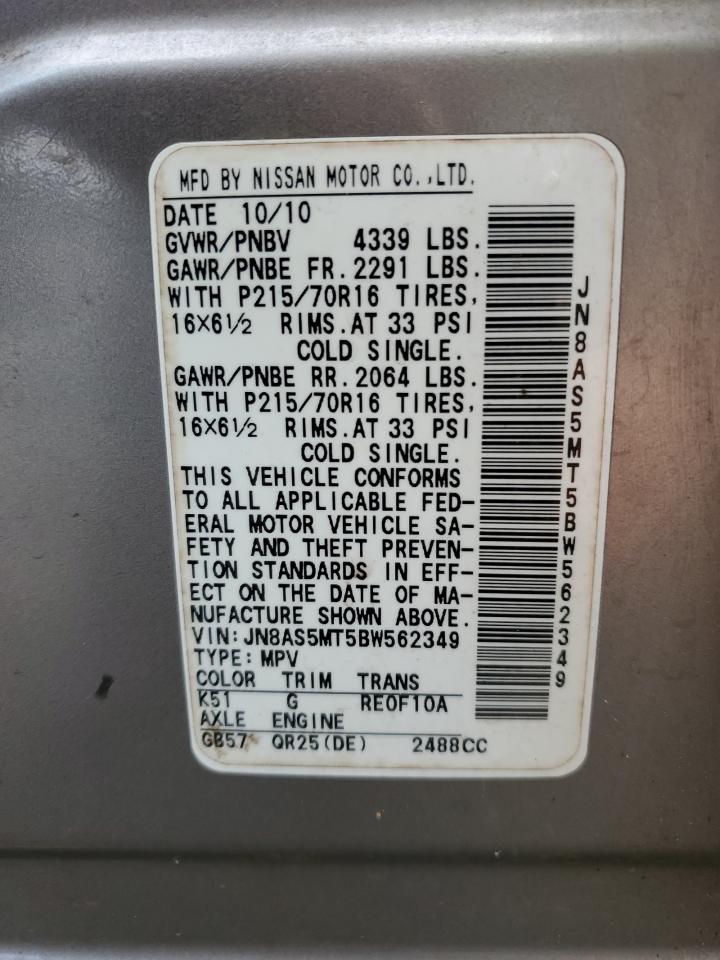 MFD BY NISSAN MOTOR CO.,LTD.
DATE 10/10
GVWR/PNBV 4339 LBS.
GAWR/PNBE FR.2291 LBS.
WITH P215/70R16 TIRES,
16X6½ RIMS.AT 33 PSI
COLD SINGLE.
GAWR/PNBE RR.2064 LBS.
WITH P215/70R16 TIRES,
16X6½ RIMS.AT 33 PSI
COLD SINGLE.
THIS VEHICLE CONFORMS
TO ALL APPLICABLE FED-
ERAL MOTOR VEHICLE SA-
FETY AND THEFT PREVEN-
TION STANDARDS IN EFF-
ECT ON THE DATE OF MA-
NUFACTURE SHOWN ABOVE.
VIN:JN8AS5MT5BW562349
TYPE:MPV
COLOR TRIM TRANS
K51 G RE0F10A
AXLE ENGINE
GB57 QR25(DE) 2488CC
JN8AS5MT5BW562349